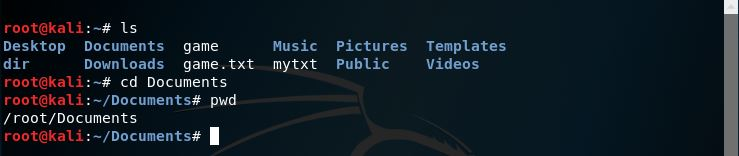 root@kali:~# ls
Desktop  Documents  game      Music  Pictures  Templates
dir      Downloads  game.txt  mytxt  Public    Videos
root@kali:~# cd Documents
root@kali:~/Documents# pwd
/root/Documents
root@kali:~/Documents#